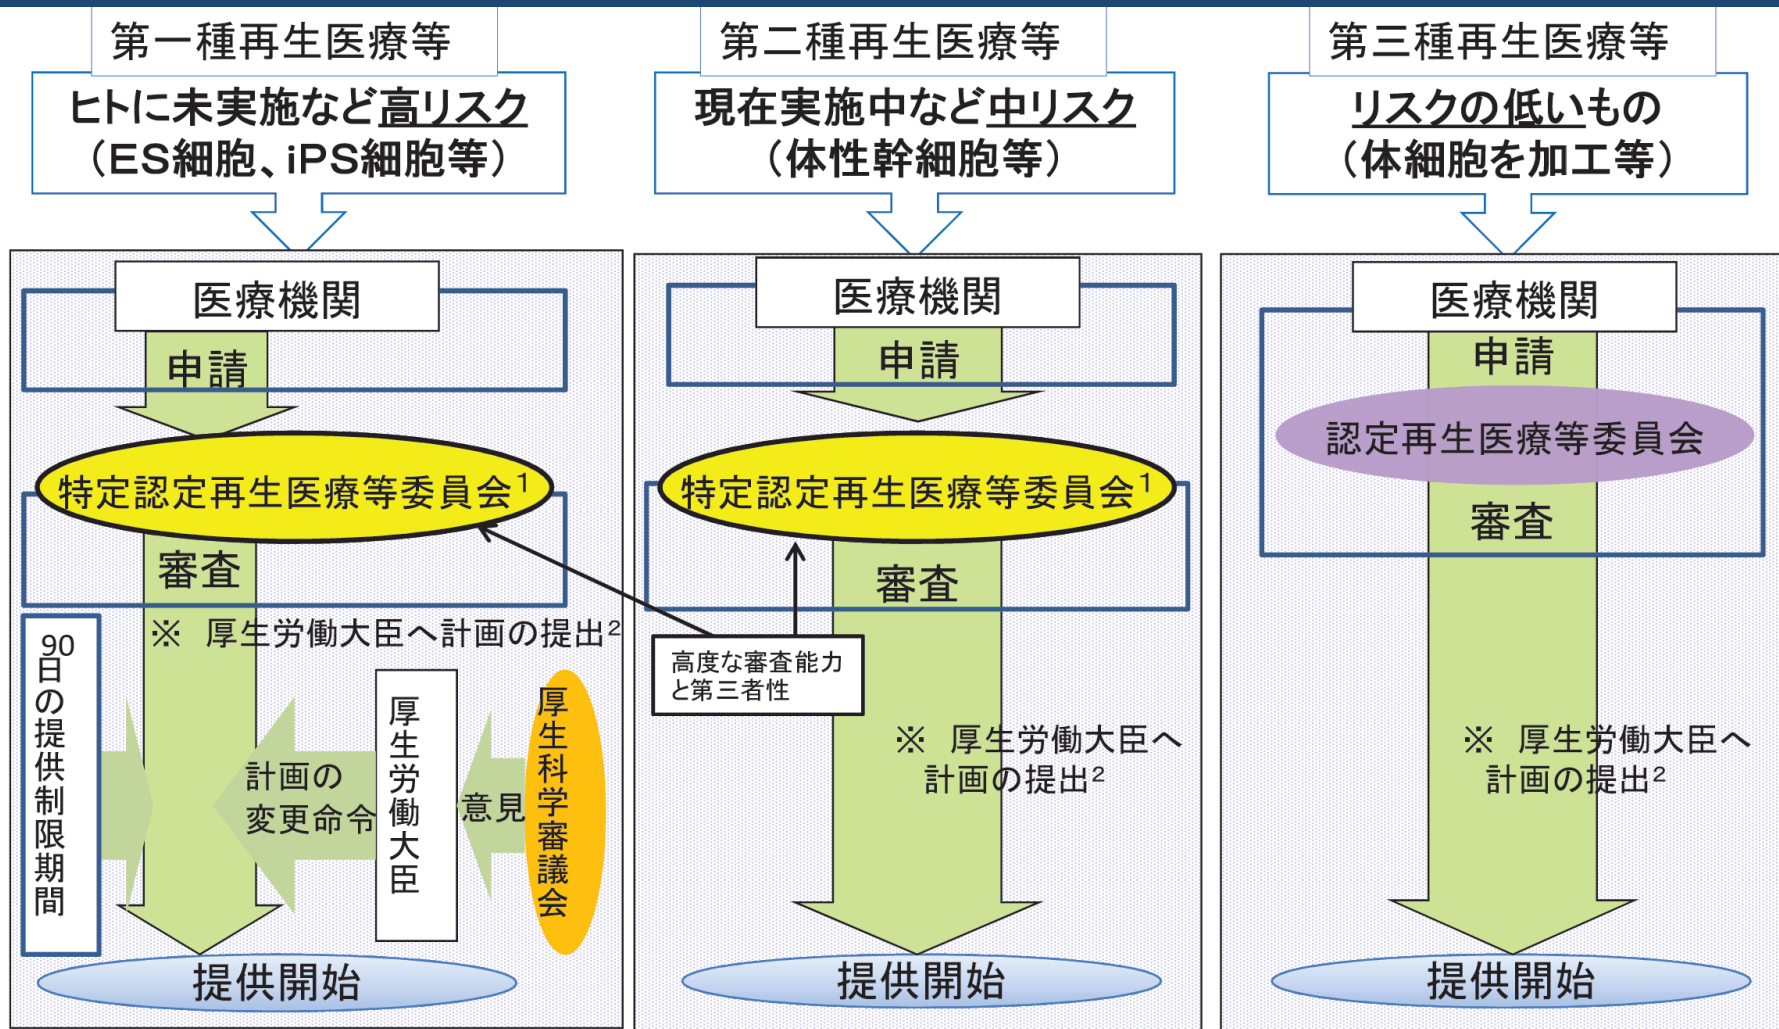 第一種再生医療等
ヒトに未実施など高リスク
（ES細胞、iPS細胞等）
医療機関
申請
特定認定再生医療等委員会1
審査
※　厚生労働大臣へ計画の提出2
90
日の提供制限期間
計画の
変更命令
厚生労働大臣
意見
厚生科学審議会
提供開始
第二種再生医療等
現在実施中など中リスク
（体性幹細胞等）
医療機関
申請
特定認定再生医療等委員会1
審査
高度な審査能力
と第三者性
※　厚生労働大臣へ
計画の提出2
提供開始
第三種再生医療等
リスクの低いもの
（体細胞を加工等）
医療機関
申請
認定再生医療等委員会
審査
※　厚生労働大臣へ
計画の提出2
提供開始